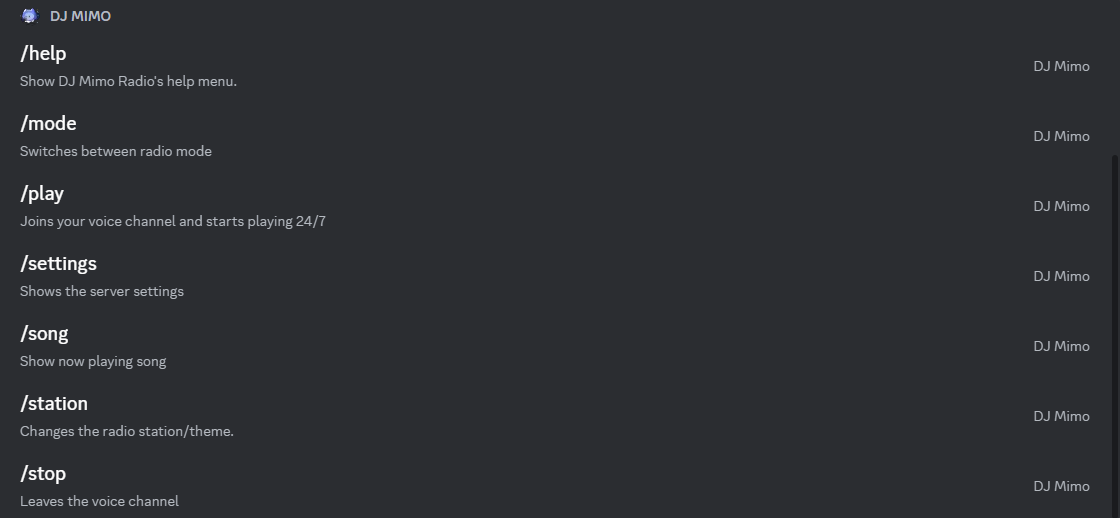 DJ MIMO
/help
Show DJ Mimo Radio's help menu.
DJ Mimo
/mode
Switches between radio mode
DJ Mimo
/play
Joins your voice channel and starts playing 24/7
DJ Mimo
/settings
Shows the server settings
DJ Mimo
/song
Show now playing song
DJ Mimo
/station
Changes the radio station/theme.
DJ Mimo
/stop
Leaves the voice channel
DJ Mimo